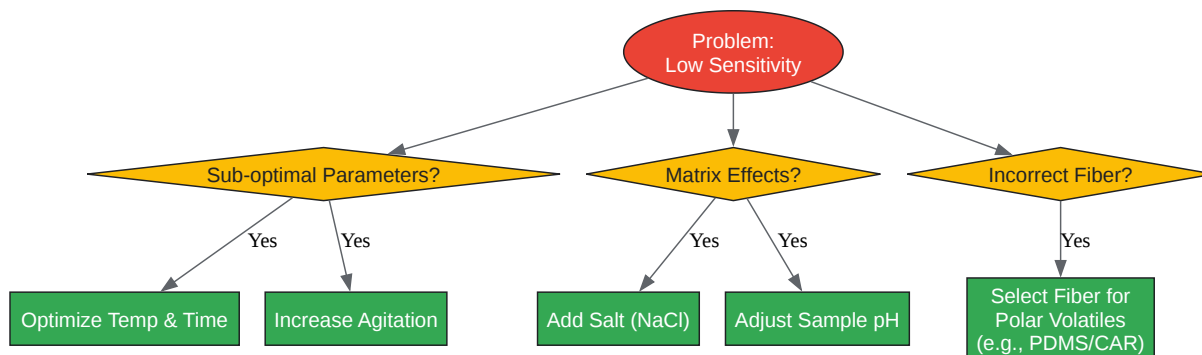 Problem:
Low Sensitivity
Sub-optimal Parameters?
Matrix Effects?
Incorrect Fiber?
Yes
Yes
Yes
Yes
Yes
Optimize Temp & Time
Increase Agitation
Add Salt (NaCl)
Adjust Sample pH
Select Fiber for
Polar Volatiles
(e.g., PDMS/CAR)